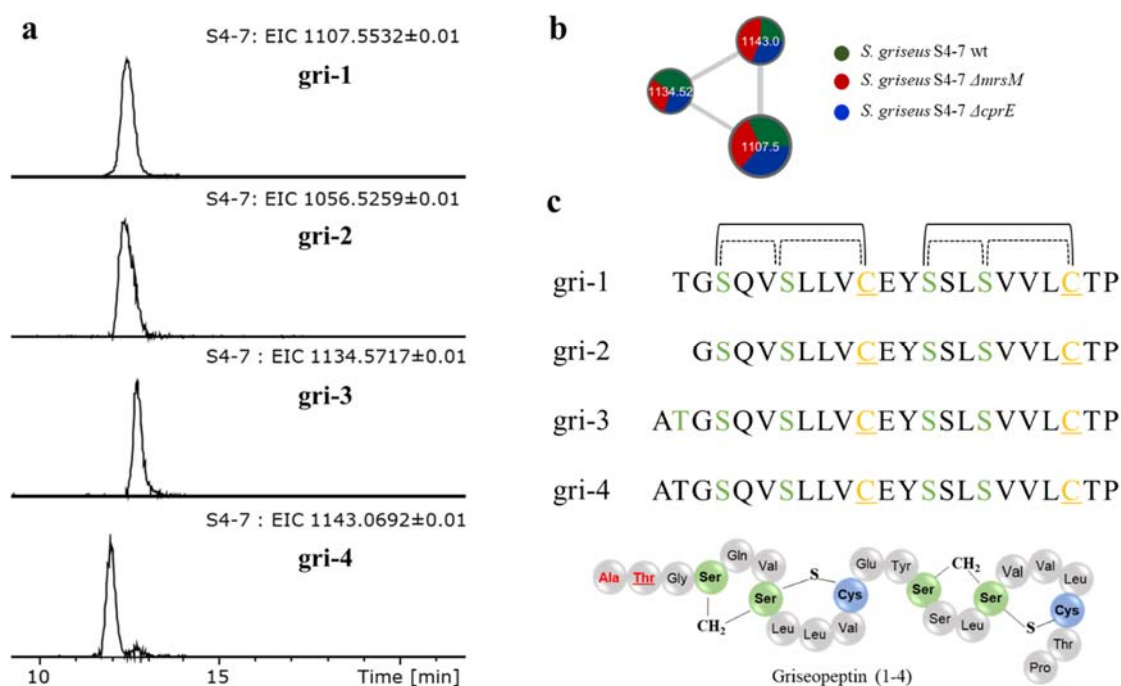 a
S4-7: EIC 1107.5532±0.01
gri-1
S4-7: EIC 1056.5259±0.01
gri-2
S4-7 : EIC 1134.5717±0.01
gri-3
S4-7 : EIC 1143.0692±0.01
gri-4
10 15 Time [min]
b
1143.0
1134.52
1107.5
S. griseus S4-7 wt
S. griseus S4-7 ΔmrsM
S. griseus S4-7 ΔcprE
c
gri-1 TGSQVSLLVCEYSSLSVVLCTP
gri-2 GSQVSLLVCEYSSLSVVLCTP
gri-3 ATGSQVSLLVCEYSSLSVVLCTP
gri-4 ATGSQVSLLVCEYSSLSVVLCTP
Ala Thr Gly Ser Gln Val Ser Leu Leu Val Cys Glu Tyr Ser Ser Leu Ser Val Val Leu Cys Thr Pro
CH2 S CH2 S
Griseopeptin (1-4)